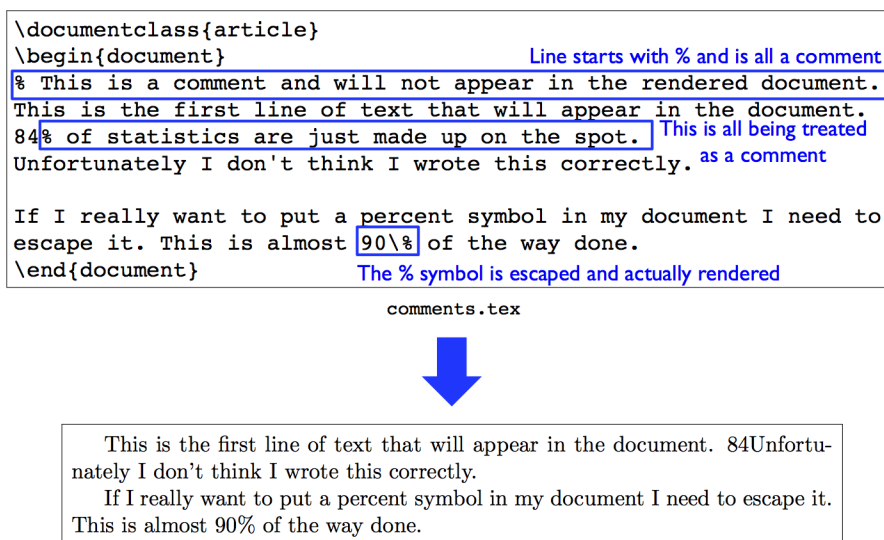 \documentclass{article}
\begin{document}
Line starts with % and is all a comment
% This is a comment and will not appear in the rendered document.
This is the first line of text that will appear in the document.
84% of statistics are just made up on the spot.
This is all being treated
as a comment
Unfortunately I don't think I wrote this correctly.
If I really want to put a percent symbol in my document I need to
escape it. This is almost 90\% of the way done.
\end{document}
The % symbol is escaped and actually rendered
comments.tex
This is the first line of text that will appear in the document. 84Unfortu-
nately I don't think I wrote this correctly.
If I really want to put a percent symbol in my document I need to escape it.
This is almost 90% of the way done.